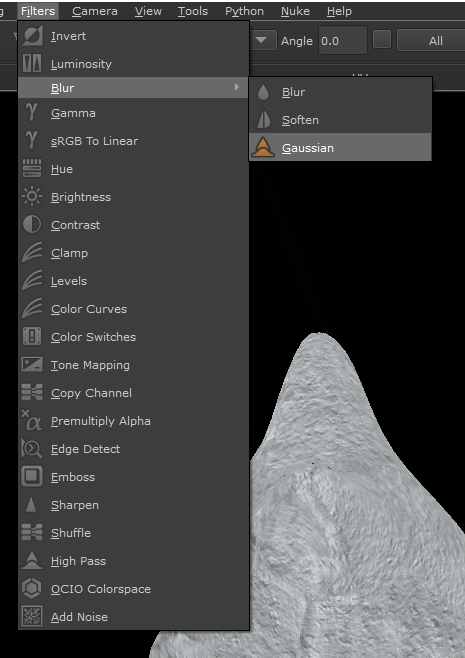 Filters Camera View Tools Python Nuke Help
Angle 0.0 All
Invert
Luminosity
Blur
Gamma
sRGB To Linear
Hue
Brightness
Contrast
Clamp
Levels
Color Curves
Color Switches
Tone Mapping
Copy Channel
Premultiply Alpha
Edge Detect
Emboss
Sharpen
Shuffle
High Pass
OCIO Colorspace
Add Noise
Blur
Soften
Gaussian